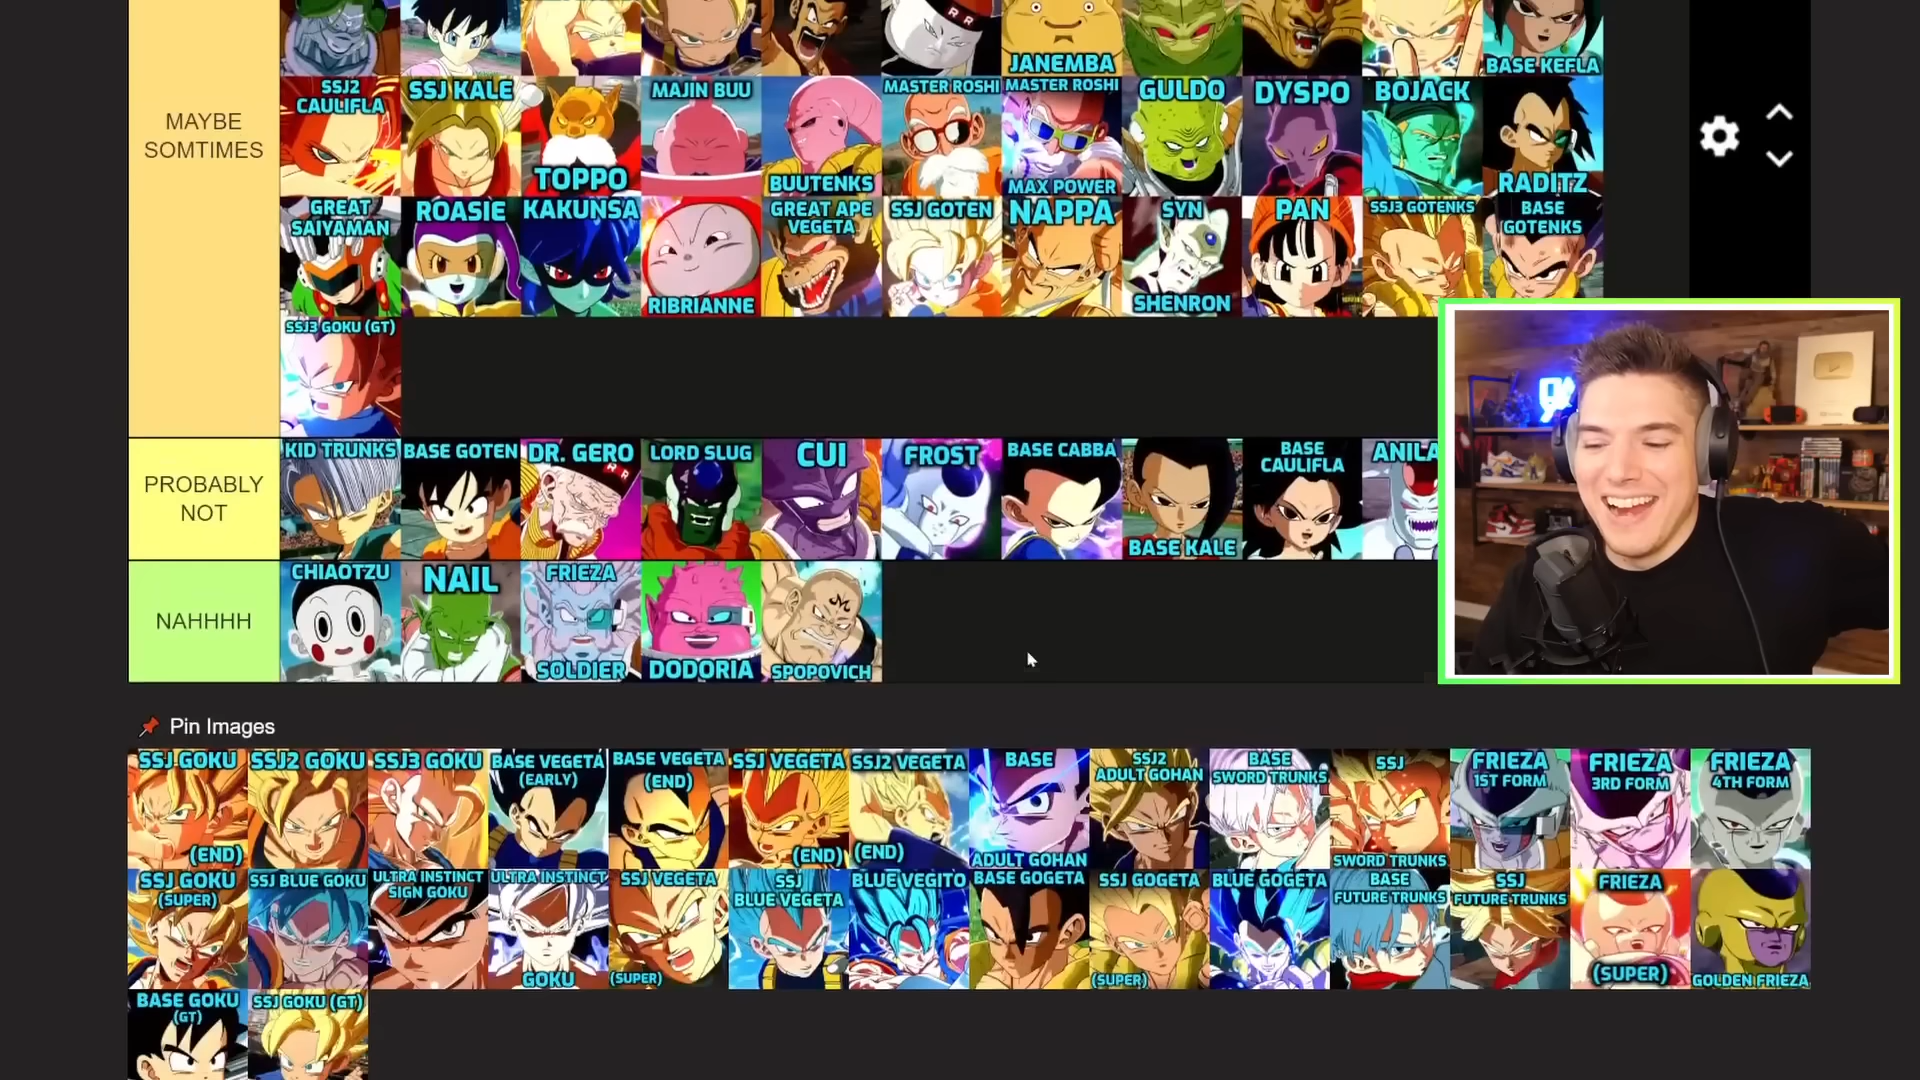 JANEMBA
BASE KEFLA
MAYBE
SOMTIMES
SSJ2
CAULIFLA
SSJ KALE
TOPPO
MAJIN BUU
BUUTENKS
MASTER ROSHI
MASTER ROSHI
MAX POWER
GULDO
DYSPO
BOJACK
RADITZ
GREAT
SAIYAMAN
ROASIE
KAKUNSA
RIBRIANNE
GREAT APE
VEGETA
SSJ GOTEN
NAPPA
SYN
SHENRON
PAN
SSJ3 GOTENKS
BASE
GOTENKS
SSJ3 GOKU (GT)
PROBABLY
NOT
KID TRUNKS
BASE GOTEN
DR. GERO
LORD SLUG
CUI
FROST
BASE CABBA
BASE KALE
BASE
CAULIFLA
ANILA
NAHHHH
CHIAOTZU
NAIL
FRIEZA
SOLDIER
DODORIA
SPOPOVICH
Pin Images
SSJ GOKU
(END)
SSJ2 GOKU
SSJ3 GOKU
BASE VEGETA
(EARLY)
BASE VEGETA
(END)
SSJ VEGETA
(END)
SSJ2 VEGETA
(END)
BASE
ADULT GOHAN
SSJ2
ADULT GOHAN
BASE
SWORD TRUNKS
SSJ
SWORD TRUNKS
FRIEZA
1ST FORM
FRIEZA
3RD FORM
FRIEZA
4TH FORM
SSJ GOKU
(SUPER)
SSJ BLUE GOKU
ULTRA INSTINCT
SIGN GOKU
ULTRA INSTINCT
GOKU
SSJ VEGETA
(SUPER)
SSJ
BLUE VEGETA
BLUE VEGITO
BASE GOGETA
SSJ GOGETA
(SUPER)
BLUE GOGETA
BASE
FUTURE TRUNKS
SSJ
FUTURE TRUNKS
FRIEZA
(SUPER)
GOLDEN FRIEZA
BASE GOKU
(GT)
SSJ GOKU (GT)